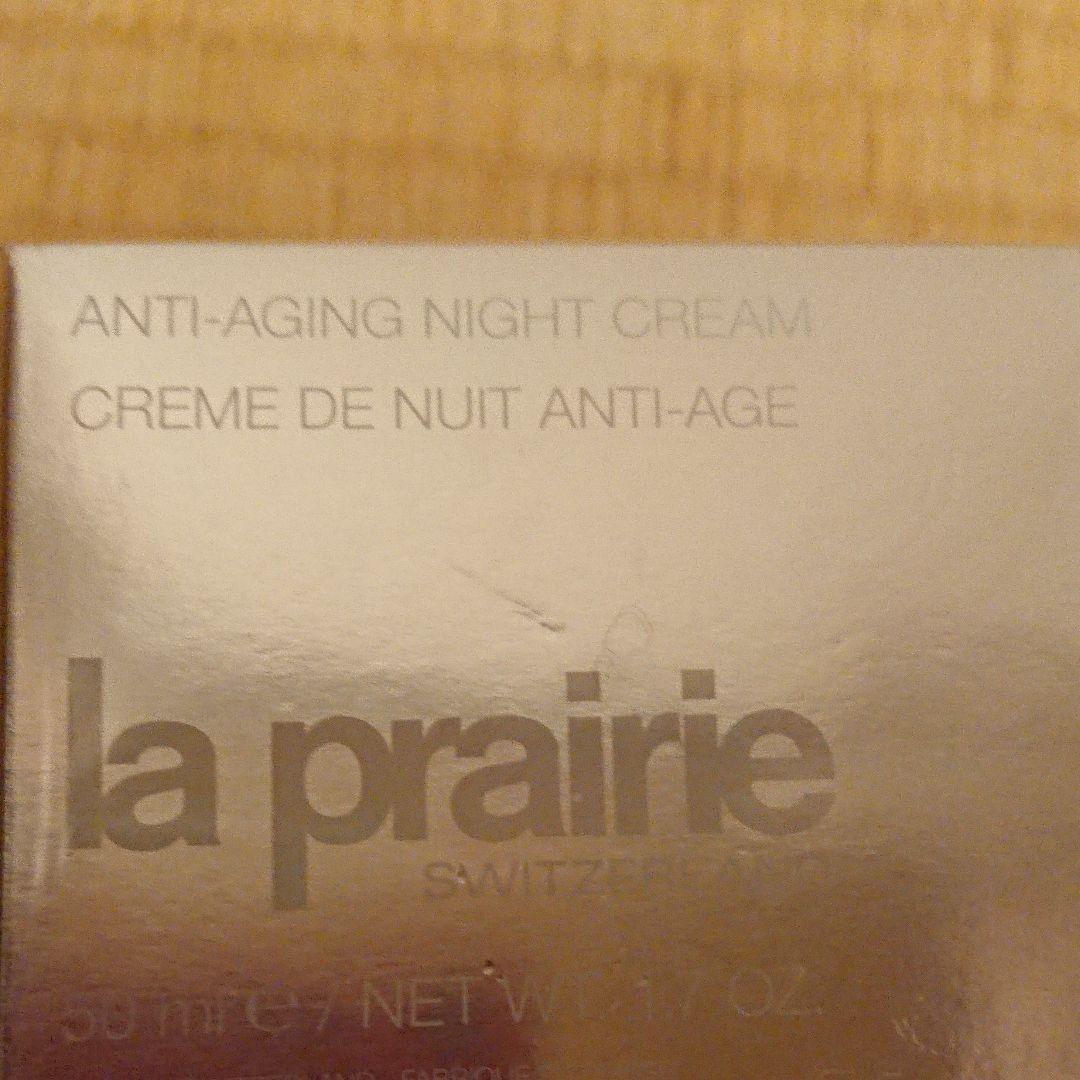 ANTI-AGING NIGHT CREAM
CREME DE NUIT ANTI-AGE
la prairie
SWITZERLAND
50 ml e / NET WT. 1.7 OZ.
FABRIQUE